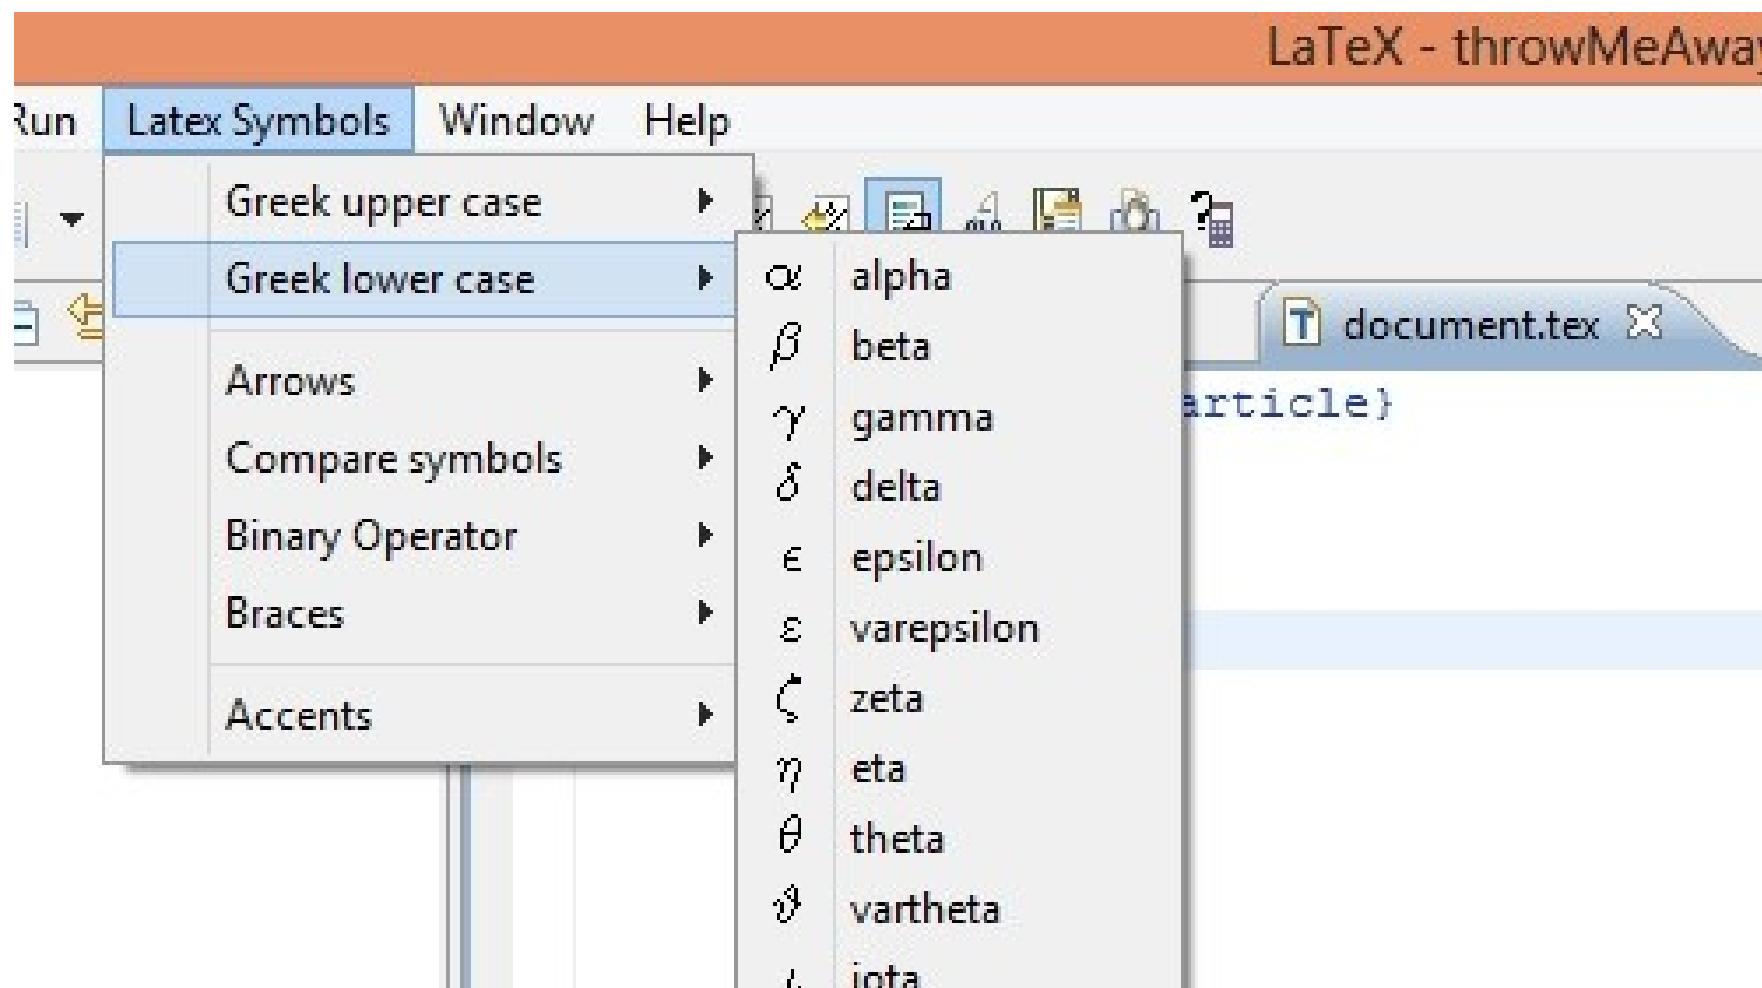 LaTeX - throwMeAway
Run Latex Symbols Window Help
Greek upper case
Greek lower case
Arrows
Compare symbols
Binary Operator
Braces
Accents
α alpha
β beta
γ gamma
δ delta
ϵ epsilon
ε varepsilon
ζ zeta
η eta
θ theta
ϑ vartheta
ι iota
document.tex
article}